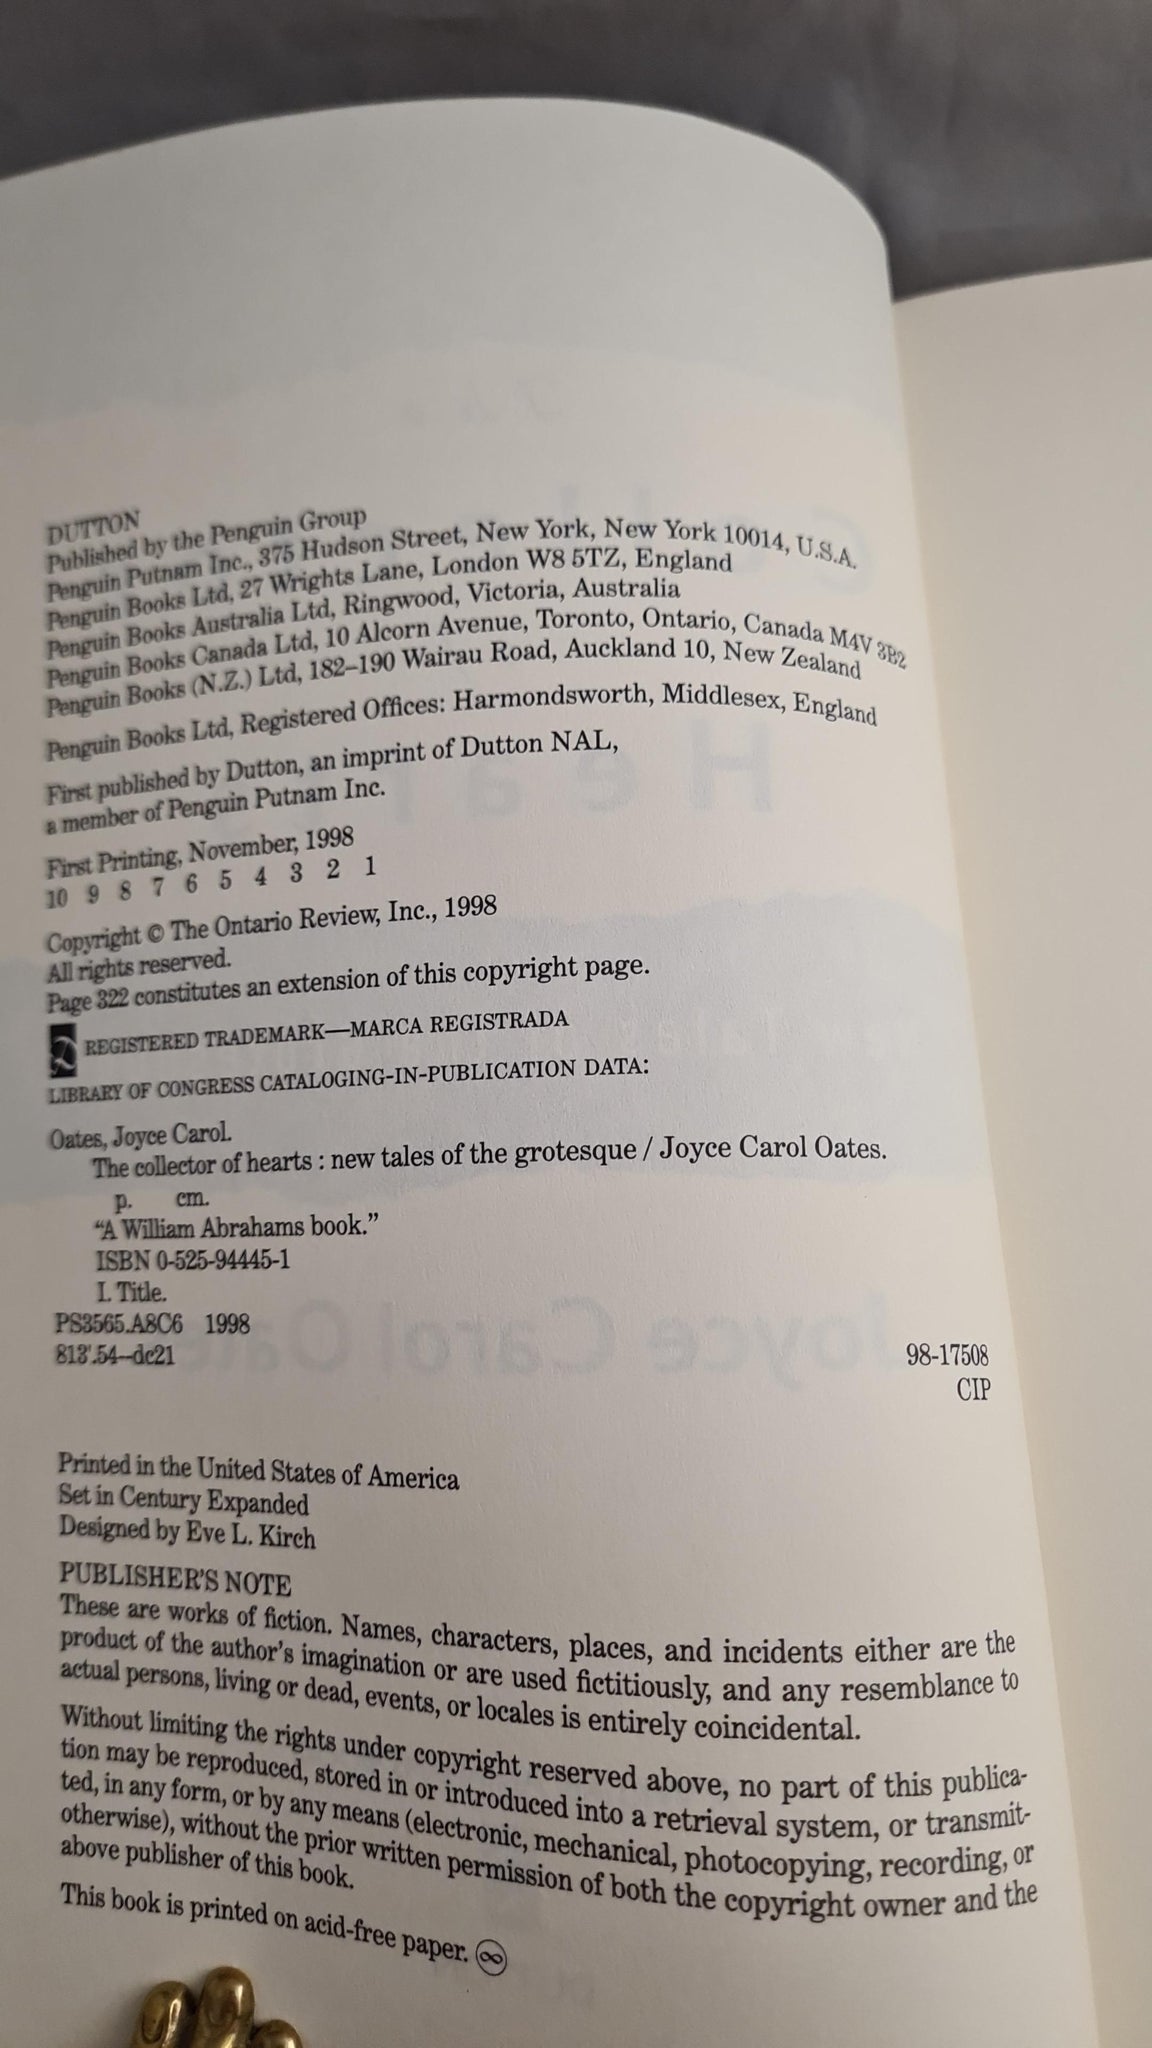 DUTTON
Published by the Penguin Group
Penguin Putnam Inc., 375 Hudson Street, New York, New York 10014, U.S.A.
Penguin Books Ltd, 27 Wrights Lane, London W8 5TZ, England
Penguin Books Australia Ltd, Ringwood, Victoria, Australia
Penguin Books Canada Ltd, 10 Alcorn Avenue, Toronto, Ontario, Canada M4V 3B2
Penguin Books (N.Z.) Ltd, 182–190 Wairau Road, Auckland 10, New Zealand
Penguin Books Ltd, Registered Offices: Harmondsworth, Middlesex, England
First published by Dutton, an imprint of Dutton NAL,
a member of Penguin Putnam Inc.
First Printing, November, 1998
10 9 8 7 6 5 4 3 2 1
Copyright © The Ontario Review, Inc., 1998
All rights reserved.
Page 322 constitutes an extension of this copyright page.
REGISTERED TRADEMARK—MARCA REGISTRADA
LIBRARY OF CONGRESS CATALOGING-IN-PUBLICATION DATA:
Oates, Joyce Carol.
The collector of hearts : new tales of the grotesque / Joyce Carol Oates.
p. cm.
“A William Abrahams book.”
ISBN 0-525-94445-1
I. Title.
PS3565.A8C6 1998
813'.54--dc21 98-17508
CIP
Printed in the United States of America
Set in Century Expanded
Designed by Eve L. Kirch
PUBLISHER'S NOTE
These are works of fiction. Names, characters, places, and incidents either are the
product of the author's imagination or are used fictitiously, and any resemblance to
actual persons, living or dead, events, or locales is entirely coincidental.
Without limiting the rights under copyright reserved above, no part of this publica-
tion may be reproduced, stored in or introduced into a retrieval system, or transmit-
ted, in any form, or by any means (electronic, mechanical, photocopying, recording, or
otherwise), without the prior written permission of both the copyright owner and the
above publisher of this book.
This book is printed on acid-free paper. ♾